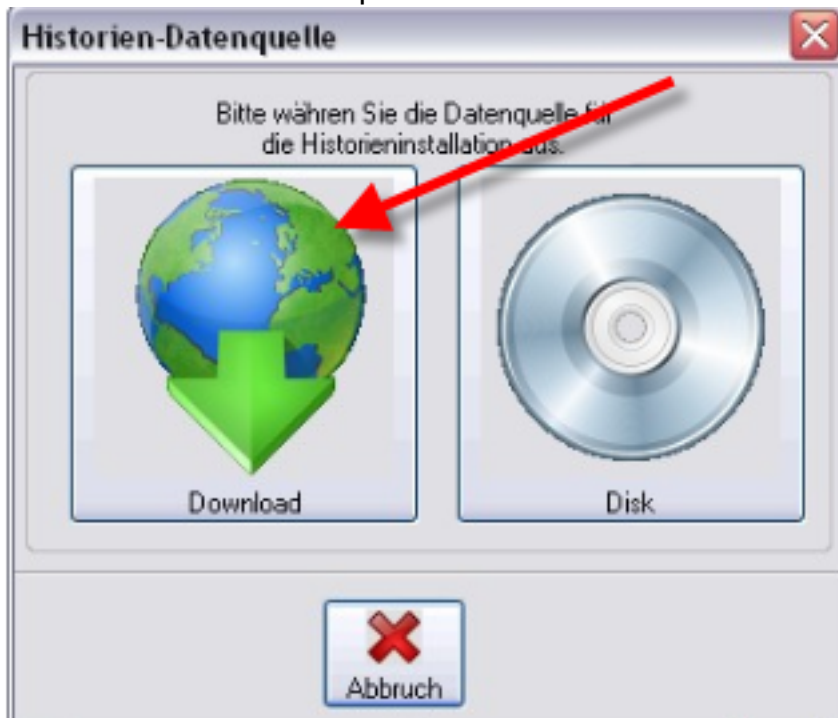 Historien-Datenquelle
Bitte währen Sie die Datenquelle für
die Historieninstallation aus.
Download
Disk
Abbruch